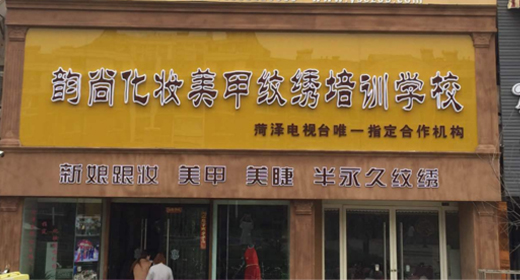 韵尚化妆美甲纹绣培训学校
菏泽电视台唯一指定合作机构
新娘跟妆 美甲 美睫 半永久纹绣